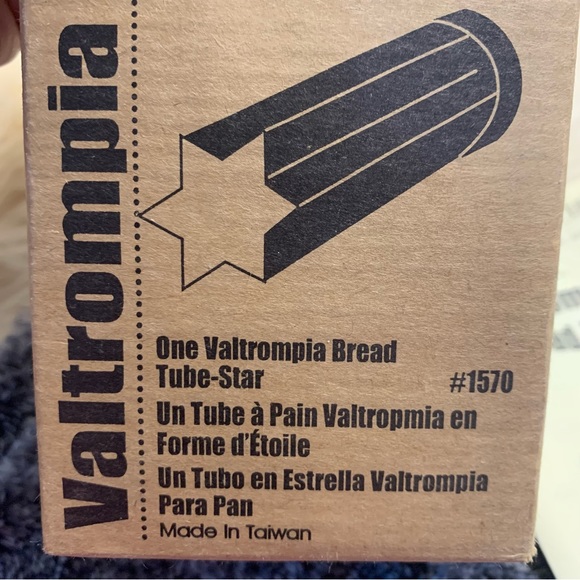 Valtrompia
One Valtrompia Bread
Tube-Star
#1570
Un Tube à Pain Valtropmia en
Forme d'Étoile
Un Tubo en Estrella Valtrompia
Para Pan
Made In Taiwan